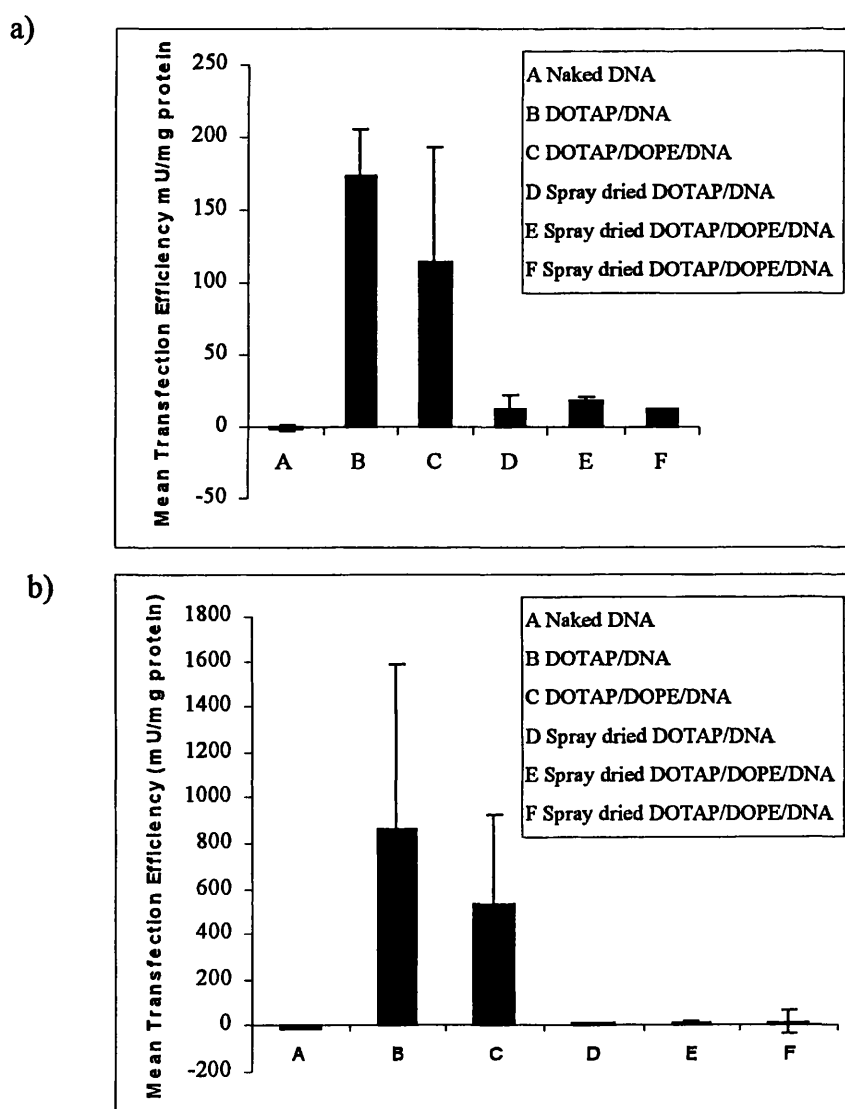 a)
Mean Transfection Efficiency mU/mg protein
250
200
150
100
50
0
-50
A B C D E F
A Naked DNA
B DOTAP/DNA
C DOTAP/DOPE/DNA
D Spray dried DOTAP/DNA
E Spray dried DOTAP/DOPE/DNA
F Spray dried DOTAP/DOPE/DNA
b)
Mean Transfection Efficiency (mU/mg protein)
1800
1600
1400
1200
1000
800
600
400
200
0
-200
A B C D E F
A Naked DNA
B DOTAP/DNA
C DOTAP/DOPE/DNA
D Spray dried DOTAP/DNA
E Spray dried DOTAP/DOPE/DNA
F Spray dried DOTAP/DOPE/DNA